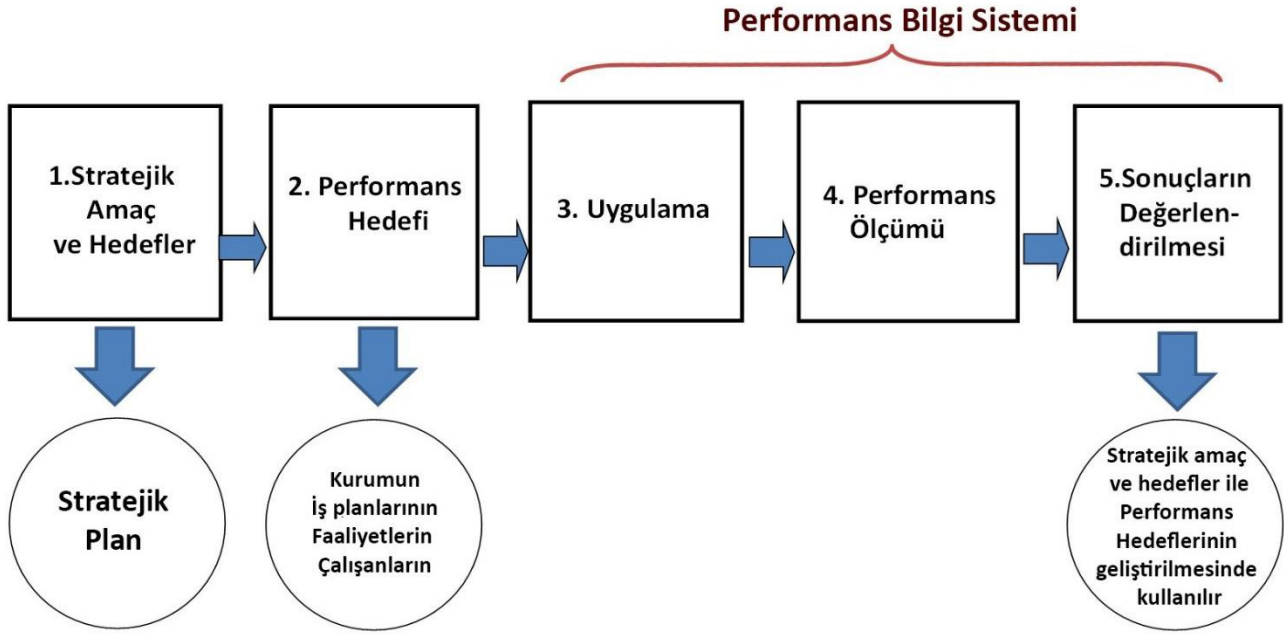 Performans Bilgi Sistemi
1.Stratejik
Amaç
ve Hedefler
2. Performans
Hedefi
3. Uygulama
4. Performans
Ölçümü
5.Sonuçların
Değerlen-
dirilmesi
Stratejik
Plan
Kurumun
İş planlarının
Faaliyetlerin
Çalışanların
Stratejik amaç
ve hedefler ile
Performans
Hedeflerinin
geliştirilmesinde
kullanılır